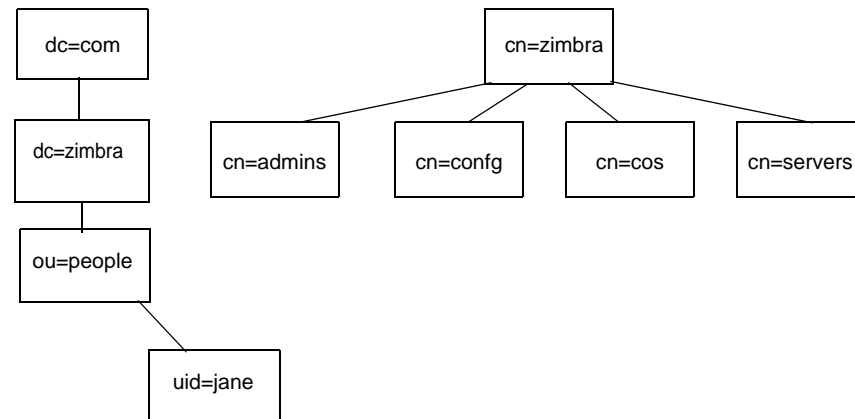 dc=com
cn=zimbra
dc=zimbra
cn=admins
cn=confg
cn=cos
cn=servers
ou=people
uid=jane